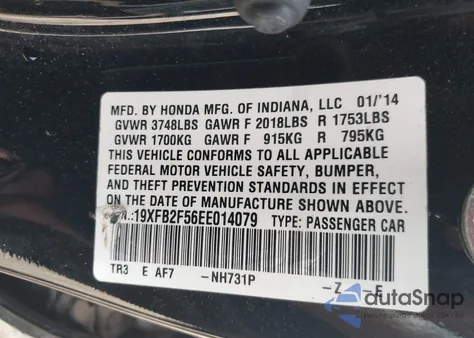 MFD. BY HONDA MFG. OF INDIANA, LLC 01/'14
GVWR 3748LBS GAWR F 2018LBS R 1753LBS
GVWR 1700KG GAWR F 915KG R 795KG
THIS VEHICLE CONFORMS TO ALL APPLICABLE
FEDERAL MOTOR VEHICLE SAFETY, BUMPER,
AND THEFT PREVENTION STANDARDS IN EFFECT
ON THE DATE OF MANUFACTURE SHOWN ABOVE.
.:19XFB2F56EE014079 TYPE: PASSENGER CAR
TR3 E AF7 -NH731P -Z -F
AutoSnap